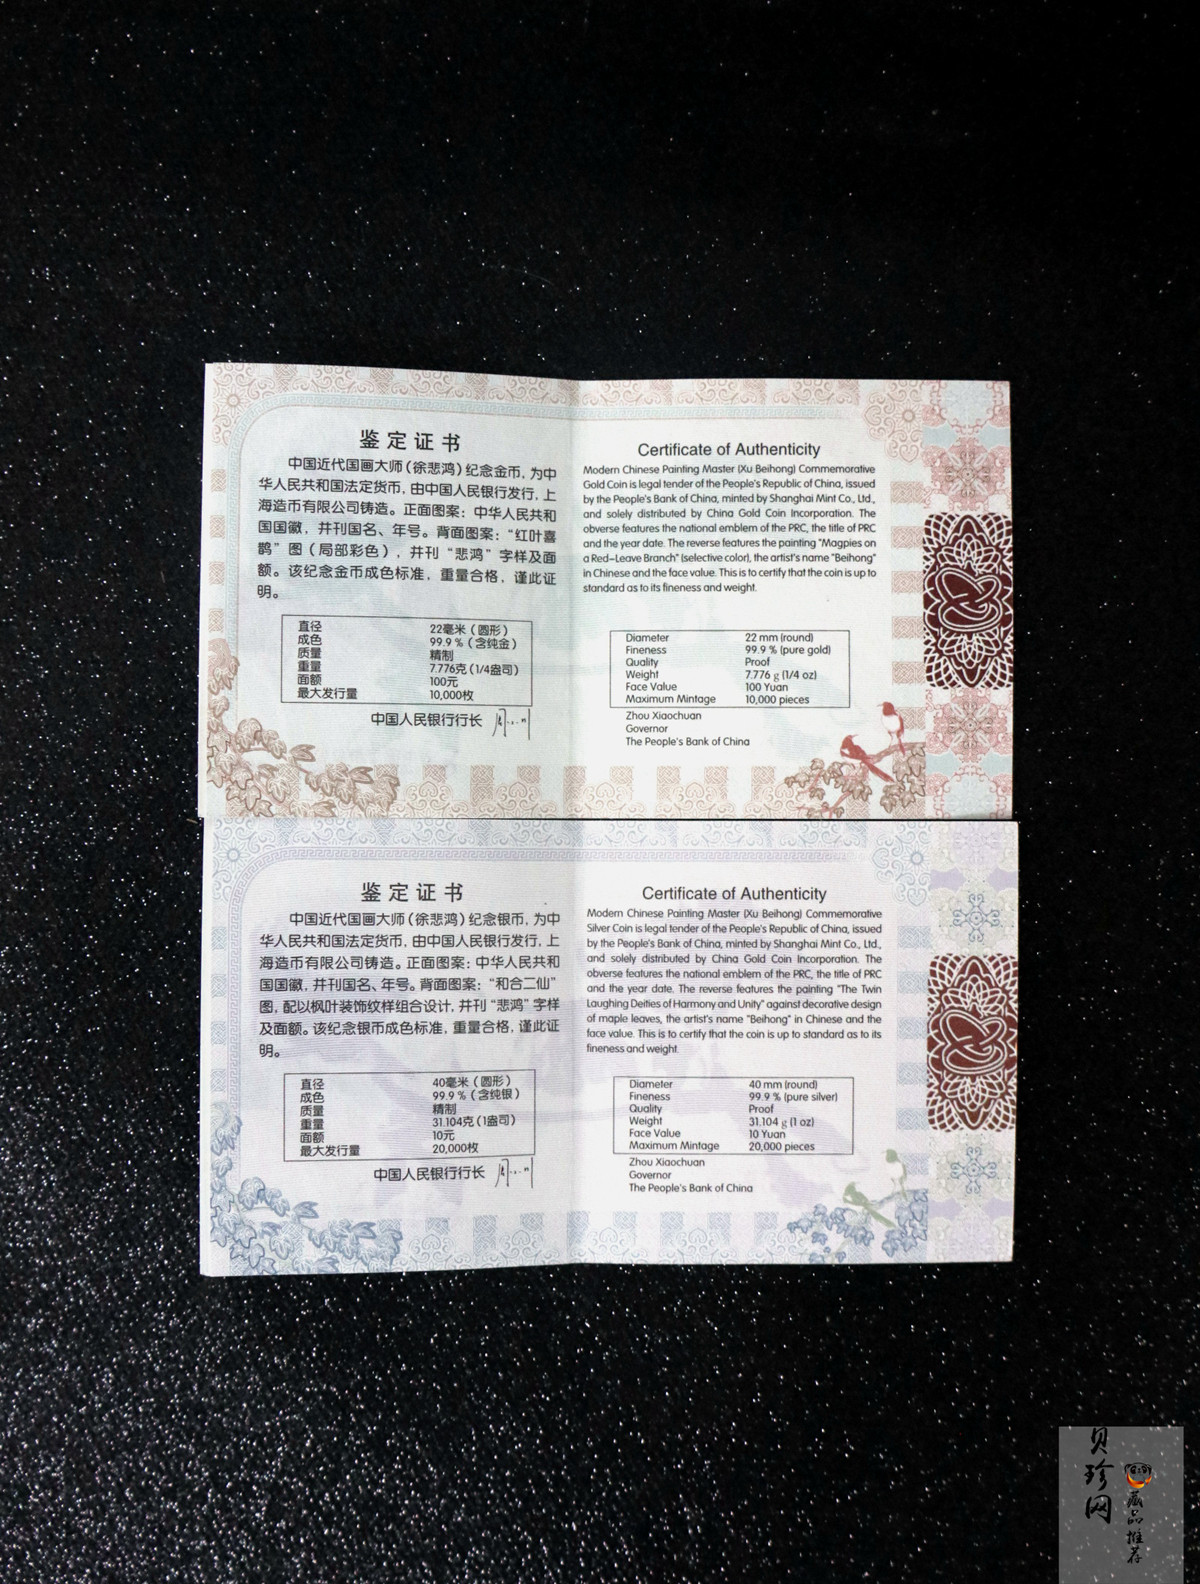 鉴定证书
中国近代国画大师(徐悲鸿)纪念金币，为中
华人民共和国法定货币，由中国人民银行发行，上
海造币有限公司铸造。正面图案：中华人民共和
国国徽，并刊国名、年号。背面图案：“红叶喜
鹊”图(局部彩色)，并刊“悲鸿”字样及面
额。该纪念金币成色标准，重量合格，谨此证
明。
直径 22毫米(圆形)
成色 99.9%(含纯金)
质量 精制
重量 7.776克(1/4盎司)
面额 100元
最大发行量 10,000枚
中国人民银行行长
Certificate of Authenticity
Modern Chinese Painting Master (Xu Beihong) Commemorative
Gold Coin is legal tender of the People's Republic of China, issued
by the People's Bank of China, minted by Shanghai Mint Co., Ltd.,
and solely distributed by China Gold Coin Incorporation. The
obverse features the national emblem of the PRC, the title of PRC
and the year date. The reverse features the painting "Magpies on
a Red-Leave Branch" (selective color), the artist's name "Beihong"
in Chinese and the face value. This is to certify that the coin is up to
standard as to its fineness and weight.
Diameter 22 mm (round)
Fineness 99.9 % (pure gold)
Quality Proof
Weight 7.776 g (1/4 oz)
Face Value 100 Yuan
Maximum Mintage 10,000 pieces
Zhou Xiaochuan
Governor
The People's Bank of China
鉴定证书
中国近代国画大师(徐悲鸿)纪念银币，为中
华人民共和国法定货币，由中国人民银行发行，上
海造币有限公司铸造。正面图案：中华人民共和
国国徽，并刊国名、年号。背面图案：“和合二仙”
图，配以枫叶装饰纹样组合设计，并刊“悲鸿”字样
及面额。该纪念银币成色标准，重量合格，谨此证
明。
直径 40毫米(圆形)
成色 99.9%(含纯银)
质量 精制
重量 31.104克(1盎司)
面额 10元
最大发行量 20,000枚
中国人民银行行长
Certificate of Authenticity
Modern Chinese Painting Master (Xu Beihong) Commemorative
Silver Coin is legal tender of the People's Republic of China, issued
by the People's Bank of China, minted by Shanghai Mint Co., Ltd.,
and solely distributed by China Gold Coin Incorporation. The
obverse features the national emblem of the PRC, the title of PRC
and the year date. The reverse features the painting "The Twin
Laughing Deities of Harmony and Unity" against decorative design
of maple leaves, the artist's name "Beihong" in Chinese and the
face value. This is to certify that the coin is up to standard as to its
fineness and weight.
Diameter 40 mm (round)
Fineness 99.9 % (pure silver)
Quality Proof
Weight 31.104 g (1 oz)
Face Value 10 Yuan
Maximum Mintage 20,000 pieces
Zhou Xiaochuan
Governor
The People's Bank of China
贝珍网
藏品推荐